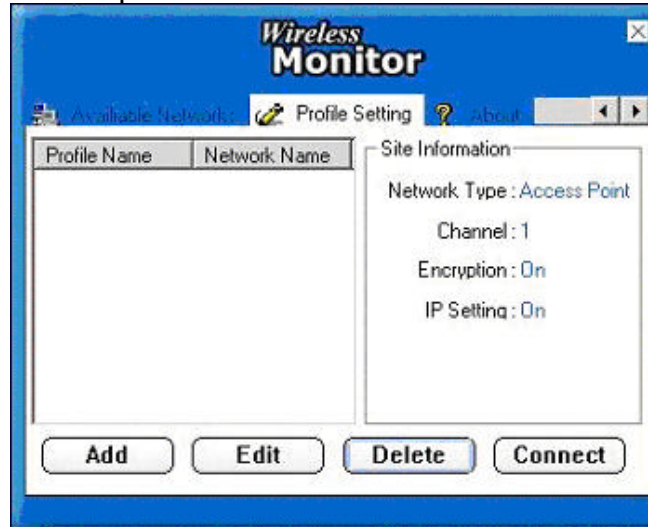 Wireless
Monitor
Available Network: Profile Setting About
Profile Name Network Name
Site Information
Network Type : Access Point
Channel : 1
Encryption : On
IP Setting : On
Add Edit Delete Connect